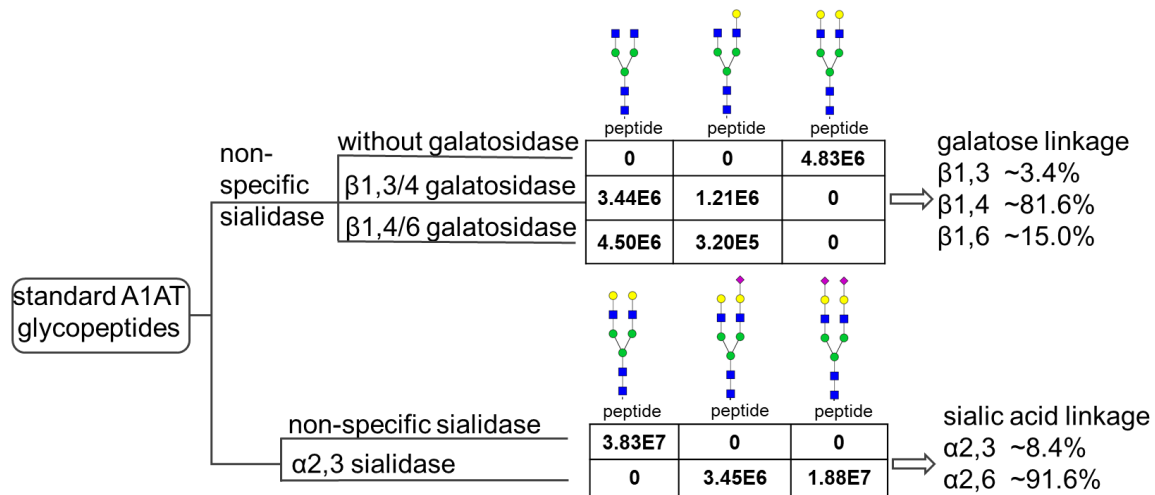 standard A1AT
glycopeptides
non-
specific
sialidase
without galatosidase
β1,3/4 galatosidase
β1,4/6 galatosidase
peptide peptide peptide
0 0 4.83E6
3.44E6 1.21E6 0
4.50E6 3.20E5 0
galatose linkage
β1,3 ~3.4%
β1,4 ~81.6%
β1,6 ~15.0%
non-specific sialidase
α2,3 sialidase
peptide peptide peptide
3.83E7 0 0
0 3.45E6 1.88E7
sialic acid linkage
α2,3 ~8.4%
α2,6 ~91.6%